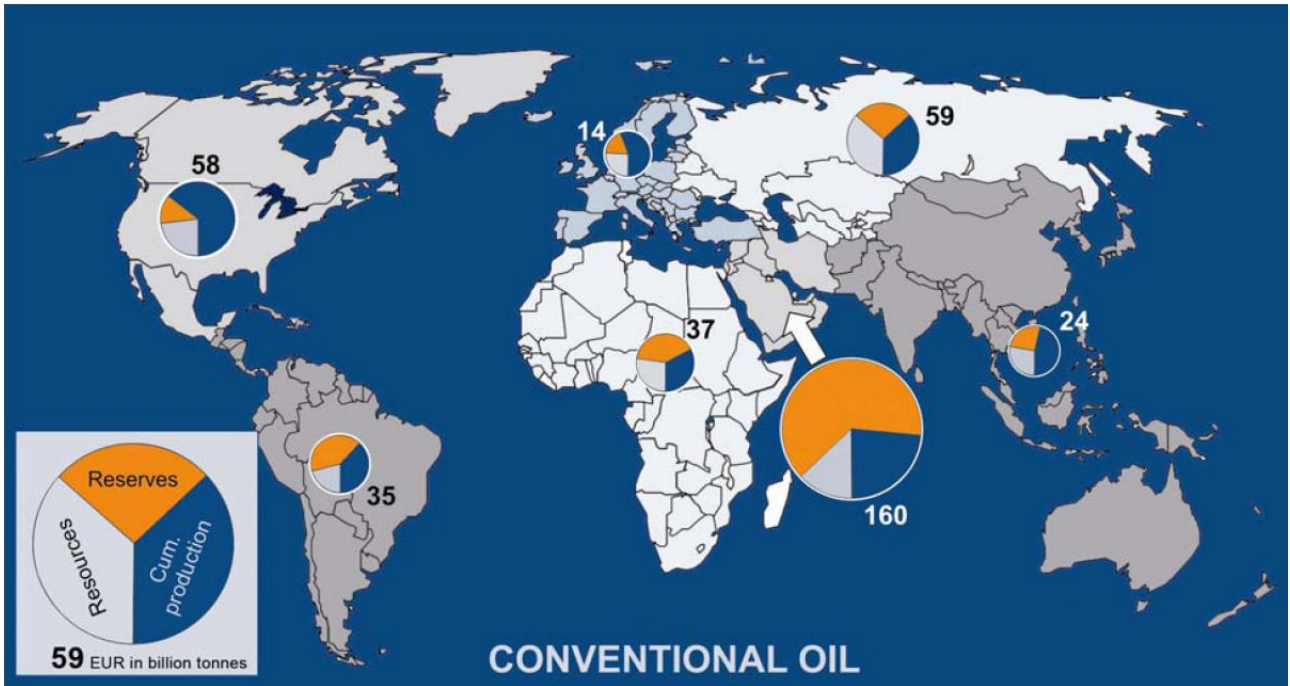 14
59
58
37
24
35
160
Reserves
Resources
Cum.
production
59 EUR in billion tonnes
CONVENTIONAL OIL